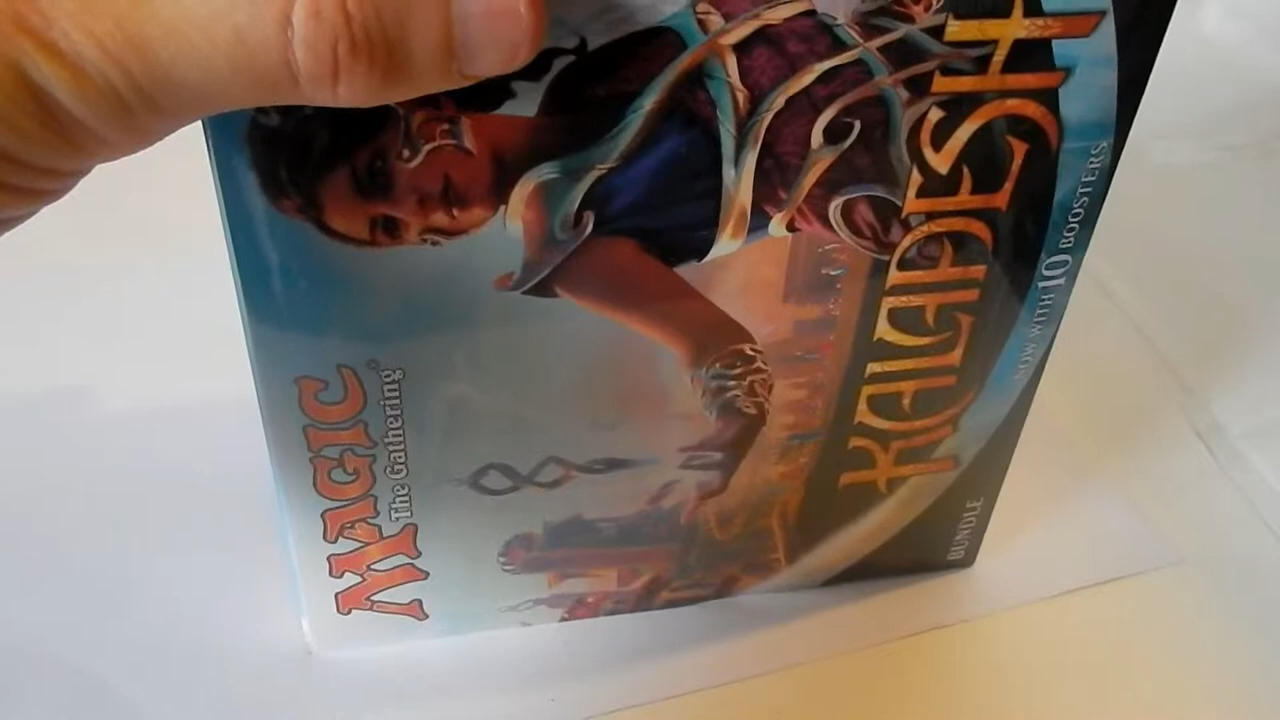 MAGIC
The Gathering®
KALADESH
NOW WITH 10 BOOSTERS
BUNDLE